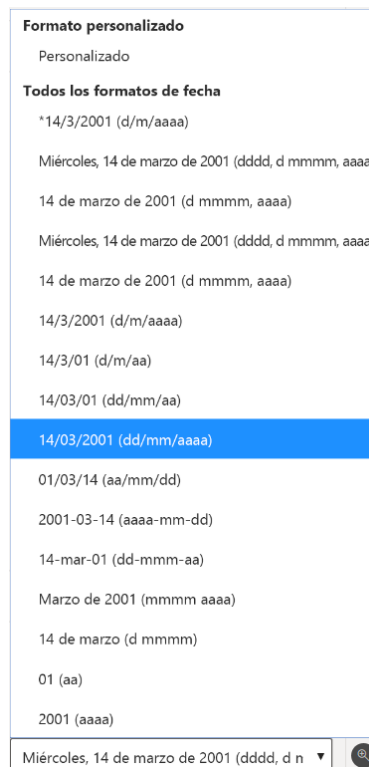 Formato personalizado
Personalizado
Todos los formatos de fecha
*14/3/2001 (d/m/aaaa)
Miércoles, 14 de marzo de 2001 (dddd, d mmmm, aaaa
14 de marzo de 2001 (d mmmm, aaaa)
Miércoles, 14 de marzo de 2001 (dddd, d mmmm, aaaa
14 de marzo de 2001 (d mmmm, aaaa)
14/3/2001 (d/m/aaaa)
14/3/01 (d/m/aa)
14/03/01 (dd/mm/aa)
14/03/2001 (dd/mm/aaaa)
01/03/14 (aa/mm/dd)
2001-03-14 (aaaa-mm-dd)
14-mar-01 (dd-mmm-aa)
Marzo de 2001 (mmmm aaaa)
14 de marzo (d mmmm)
01 (aa)
2001 (aaaa)
Miércoles, 14 de marzo de 2001 (dddd, d n